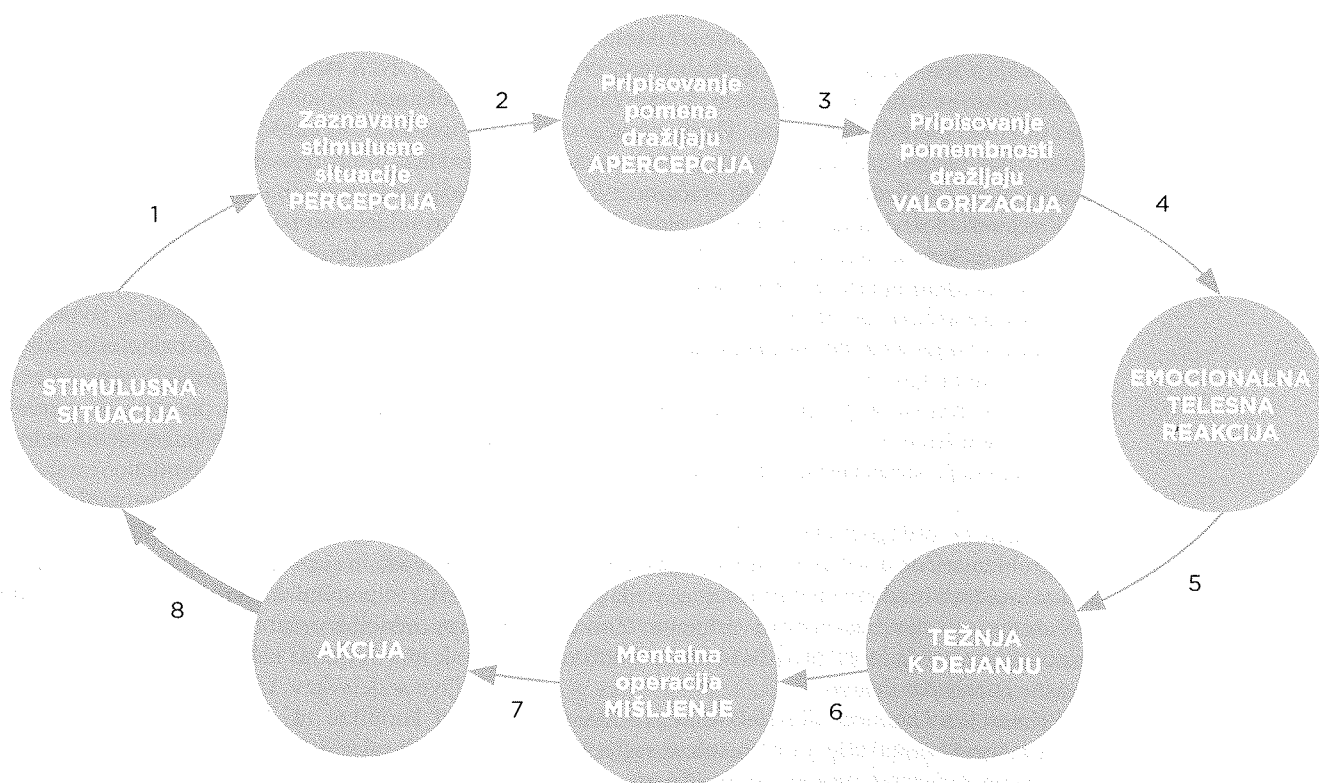 STIMULUSNA
SITUACIJA
1
Zaznavanje
stimulusne
situacije
PERCEPCIJA
2
Pripisovanje
pomena
dražljaju
APERCEPCIJA
3
Pripisovanje
pomembnosti
dražljaju
VALORIZACIJA
4
EMOCIONALNA
TELESNA
REAKCIJA
5
TEŽNJA
K DEJANJU
6
Mentalna
operacija
MIŠLJENJE
7
AKCIJA
8